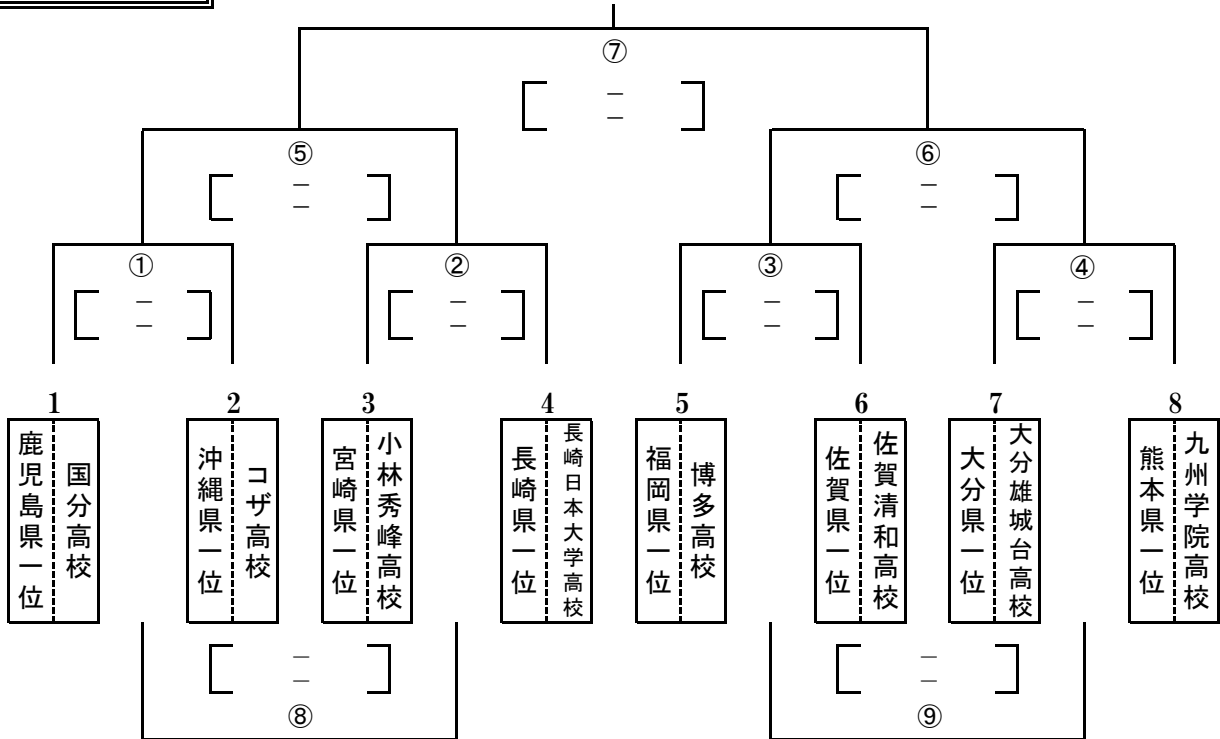 ⑦
－
－
⑤
⑥
－
－
－
－
①
②
③
④
－
－
－
－
－
－
－
－
1
2
3
4
5
6
7
8
鹿児島県一位
国分高校
沖縄県一位
コザ高校
宮崎県一位
小林秀峰高校
長崎県一位
長崎日本大学高校
福岡県一位
博多高校
佐賀県一位
佐賀清和高校
大分県一位
大分雄城台高校
熊本県一位
九州学院高校
－
－
－
－
⑧
⑨